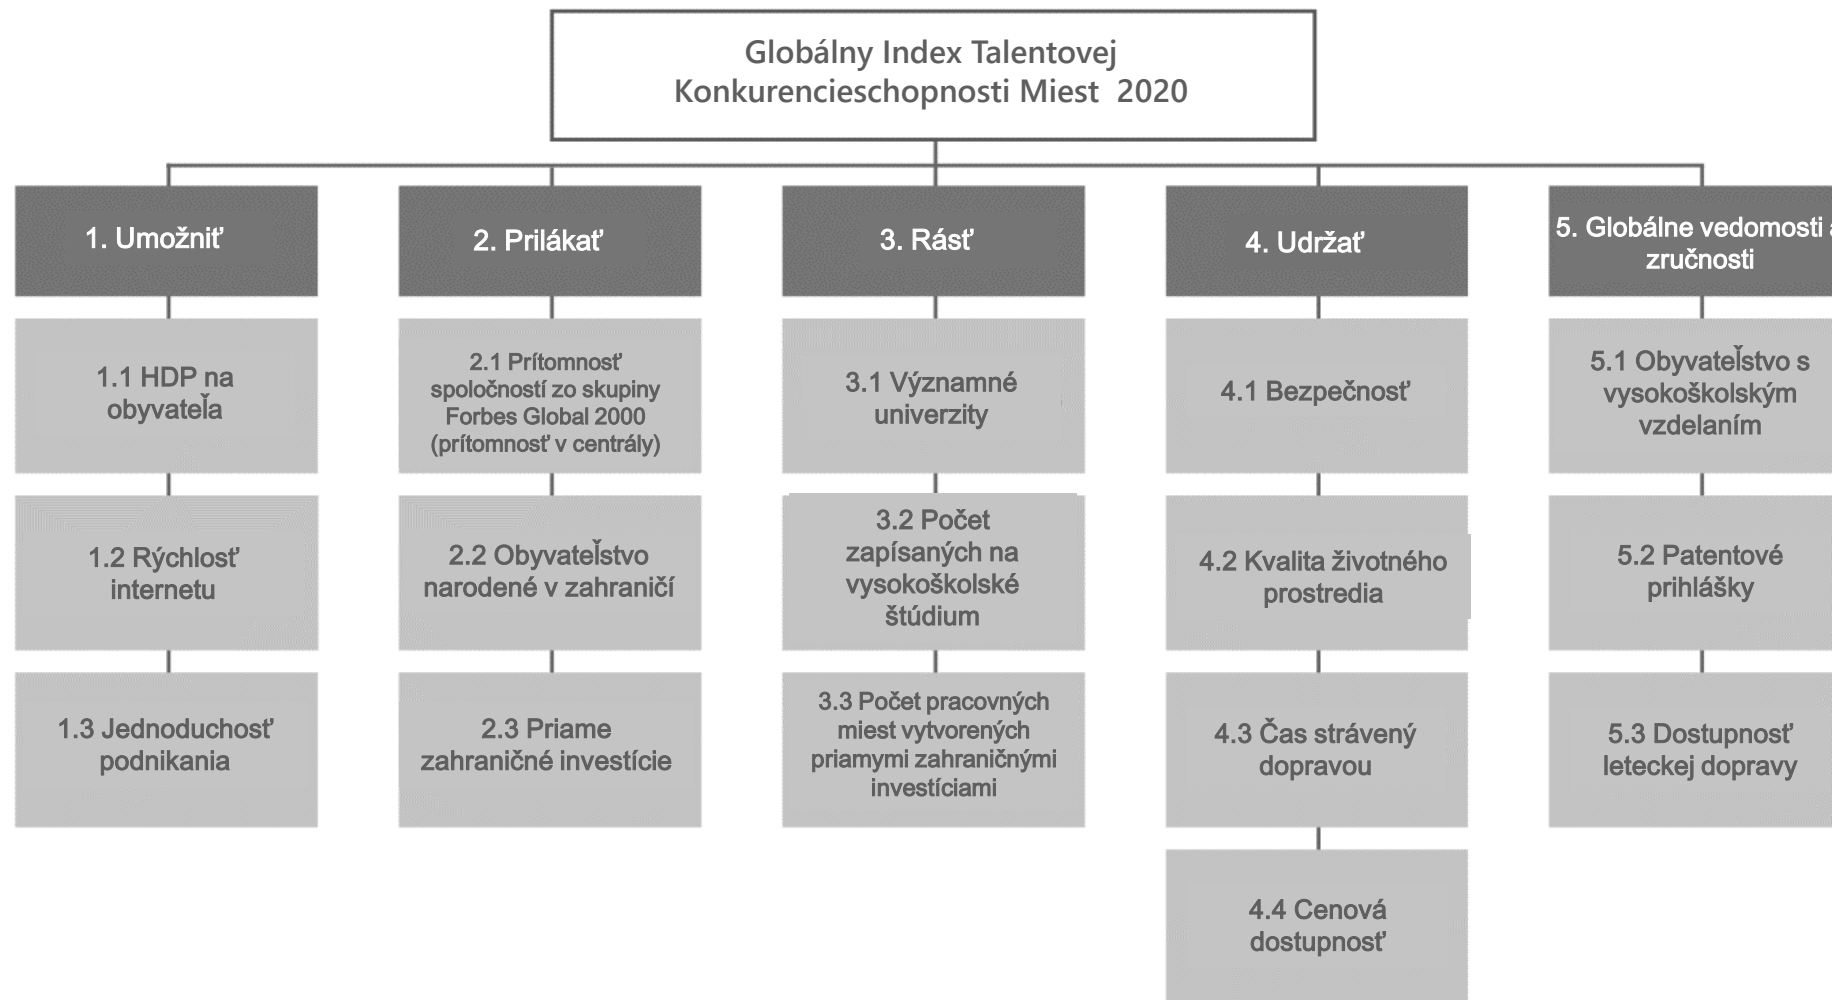 Globálny Index Talentovej
Konkurencieschopnosti Miest 2020
1. Umožniť
2. Prilákať
3. Rásť
4. Udržať
5. Globálne vedomosti a
zručnosti
1.1 HDP na
obyvateľa
2.1 Prítomnosť
spoločností zo skupiny
Forbes Global 2000
(prítomnosť v centrály)
3.1 Významné
univerzity
4.1 Bezpečnosť
5.1 Obyvateľstvo s
vysokoškolským
vzdelaním
1.2 Rýchlosť
internetu
2.2 Obyvateľstvo
narodené v zahraničí
3.2 Počet
zapísaných na
vysokoškolské
štúdium
4.2 Kvalita životného
prostredia
5.2 Patentové
prihlášky
1.3 Jednoduchosť
podnikania
2.3 Priame
zahraničné investície
3.3 Počet pracovných
miest vytvorených
priamymi zahraničnými
investíciami
4.3 Čas strávený
dopravou
5.3 Dostupnosť
leteckej dopravy
4.4 Cenová
dostupnosť